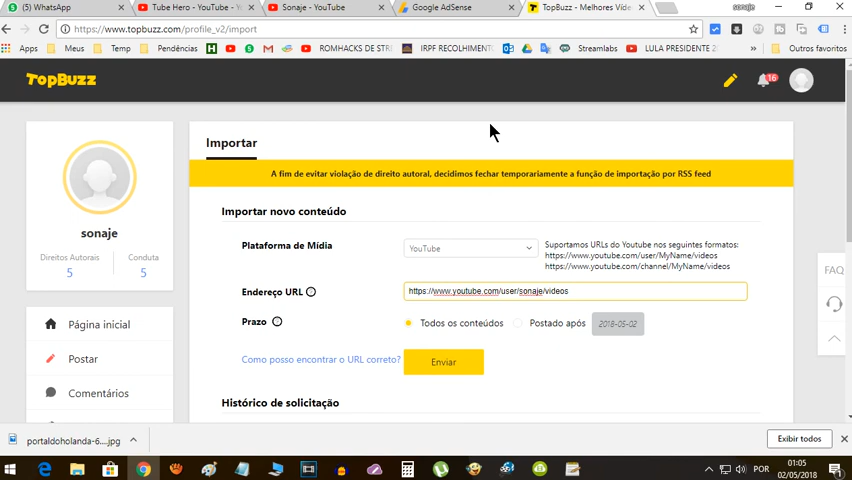 (5) WhatsApp
Tube Hero - YouTube - Yo
Sonaje - YouTube
Google AdSense
TopBuzz - Melhores Víde
sonaje
https://www.topbuzz.com/profile_v2/import
Apps
Meus
Temp
Pendências
ROMHACKS DE STRE
IRPF RECOLHIMENTO
Streamlabs
LULA PRESIDENTE 2
Outros favoritos
TopBuzz
16
Importar
A fim de evitar violação de direito autoral, decidimos fechar temporariamente a função de importação por RSS feed
sonaje
Direitos Autorais
Conduta
5
5
Importar novo conteúdo
Plataforma de Mídia
YouTube
Suportamos URLs do Youtube nos seguintes formatos:
https://www.youtube.com/user/MyName/videos
https://www.youtube.com/channel/MyName/videos
Endereço URL
https://www.youtube.com/user/sonaje/videos
Prazo
Todos os conteúdos
Postado após
2018-05-02
Como posso encontrar o URL correto?
Enviar
Histórico de solicitação
Página inicial
Postar
Comentários
FAQ
portaldoholanda-6....jpg
Exibir todos
POR
01:05
02/05/2018